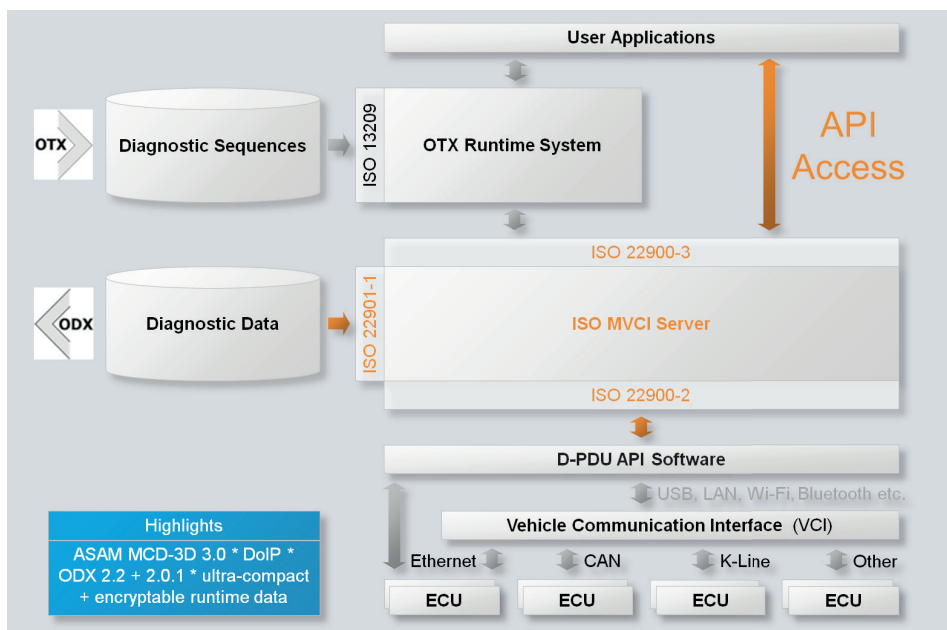 User Applications
OTX
Diagnostic Sequences
ISO 13209
OTX Runtime System
API
Access
ISO 22900-3
ODX
Diagnostic Data
ISO 22901-1
ISO MVCI Server
ISO 22900-2
D-PDU API Software
USB, LAN, Wi-Fi, Bluetooth etc.
Vehicle Communication Interface (VCI)
Ethernet
CAN
K-Line
Other
ECU
ECU
ECU
ECU
Highlights
ASAM MCD-3D 3.0 * DoIP *
ODX 2.2 + 2.0.1 * ultra-compact
+ encryptable runtime data